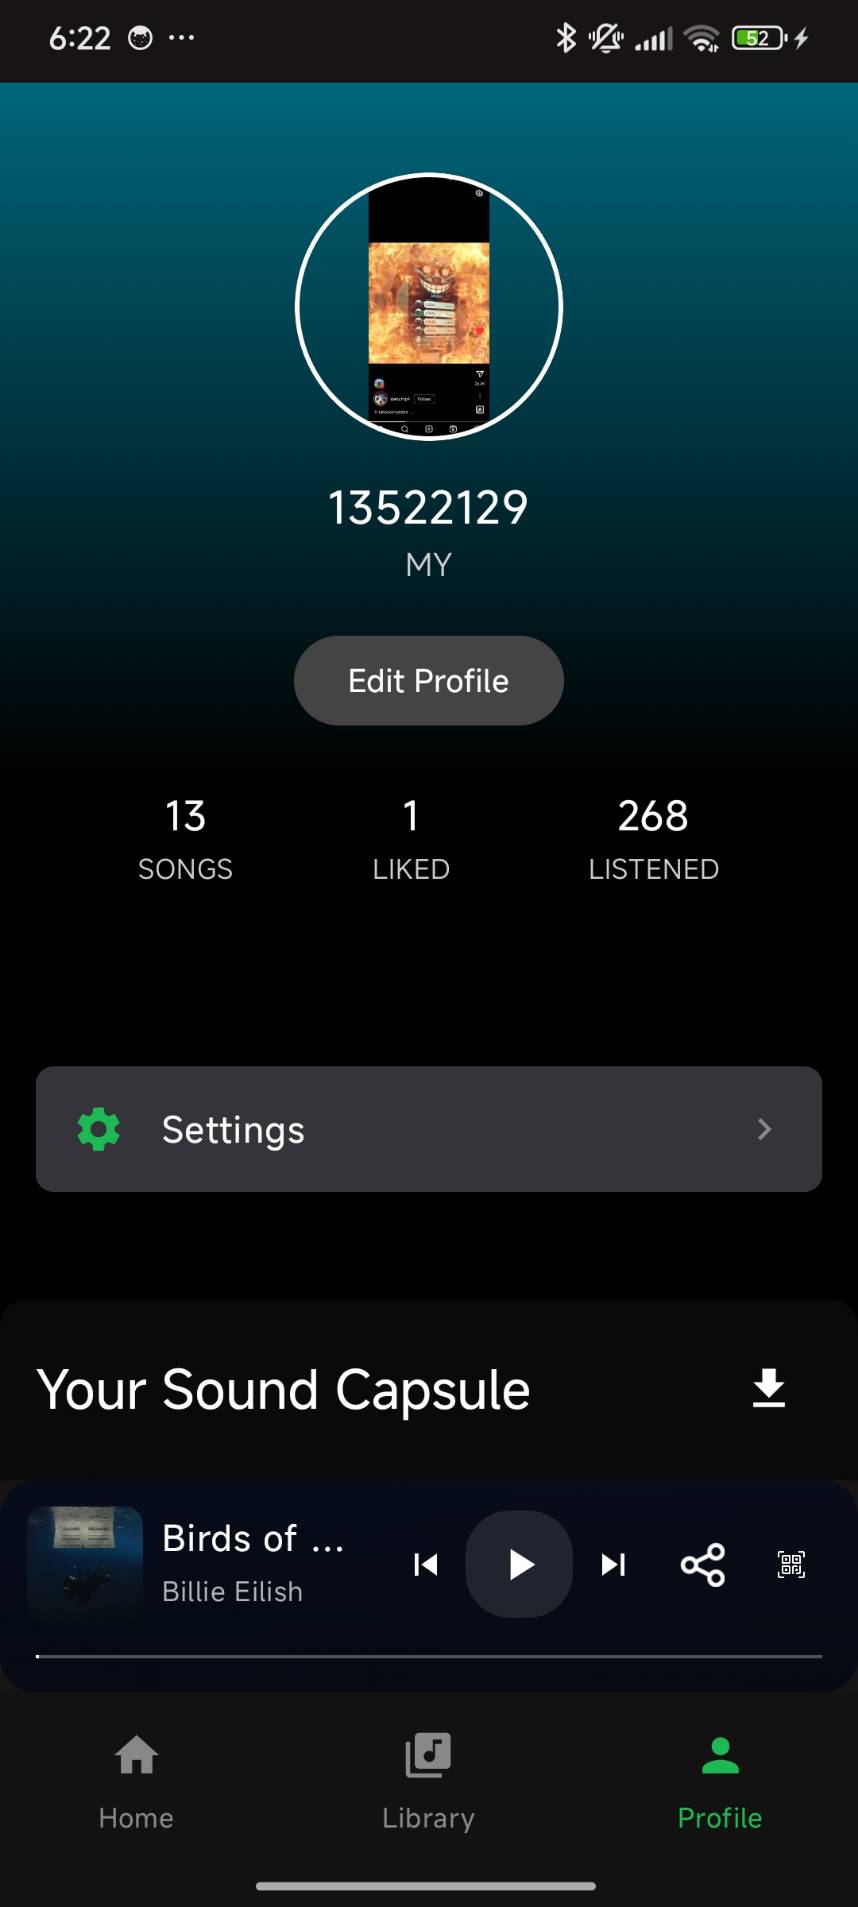 6:22
52
13522129
MY
Edit Profile
13
1
268
SONGS
LIKED
LISTENED
Settings
Your Sound Capsule
Birds of ...
Billie Eilish
Home
Library
Profile